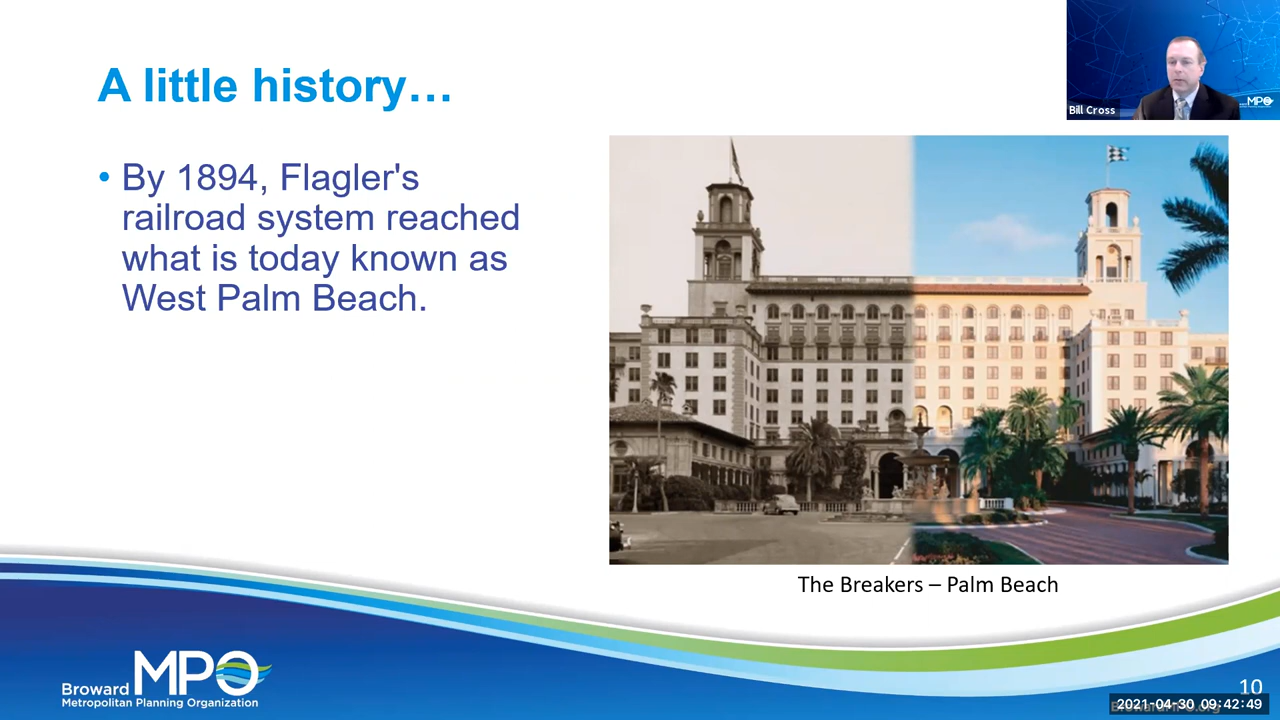 A little history…
Bill Cross
MPO
• By 1894, Flagler's
railroad system reached
what is today known as
West Palm Beach.
The Breakers – Palm Beach
Broward MPO
Metropolitan Planning Organization
10
2021-04-30 09:42:49